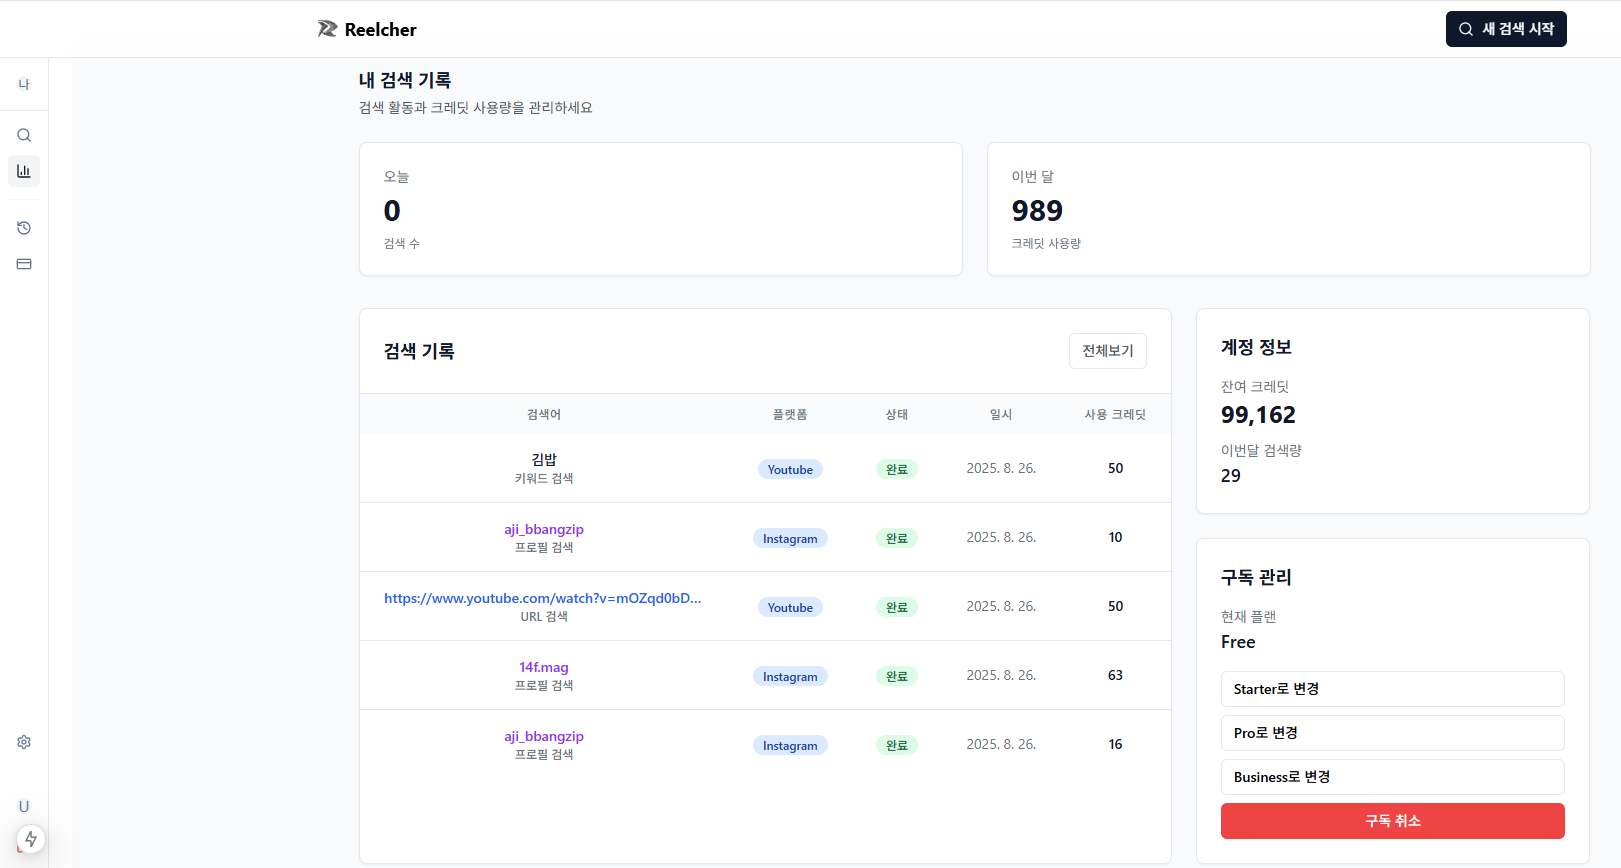 Reelcher
새 검색 시작
나
내 검색 기록
검색 활동과 크레딧 사용량을 관리하세요
오늘
0
검색 수
이번 달
989
크레딧 사용량
검색 기록
전체보기
검색어 플랫폼 상태 일시 사용 크레딧
김밥
키워드 검색
Youtube 완료 2025. 8. 26. 50
aji_bbangzip
프로필 검색
Instagram 완료 2025. 8. 26. 10
https://www.youtube.com/watch?v=mOZqd0bD...
URL 검색
Youtube 완료 2025. 8. 26. 50
14f.mag
프로필 검색
Instagram 완료 2025. 8. 26. 63
aji_bbangzip
프로필 검색
Instagram 완료 2025. 8. 26. 16
계정 정보
잔여 크레딧
99,162
이번달 검색량
29
구독 관리
현재 플랜
Free
Starter로 변경
Pro로 변경
Business로 변경
구독 취소
U